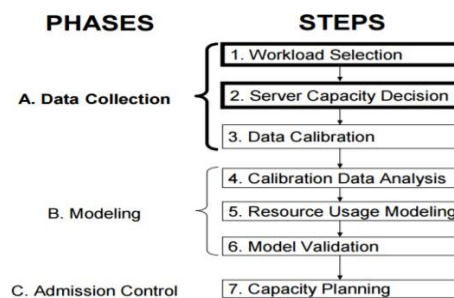 PHASES
STEPS
A. Data Collection
1. Workload Selection
2. Server Capacity Decision
3. Data Calibration
B. Modeling
4. Calibration Data Analysis
5. Resource Usage Modeling
6. Model Validation
C. Admission Control
7. Capacity Planning